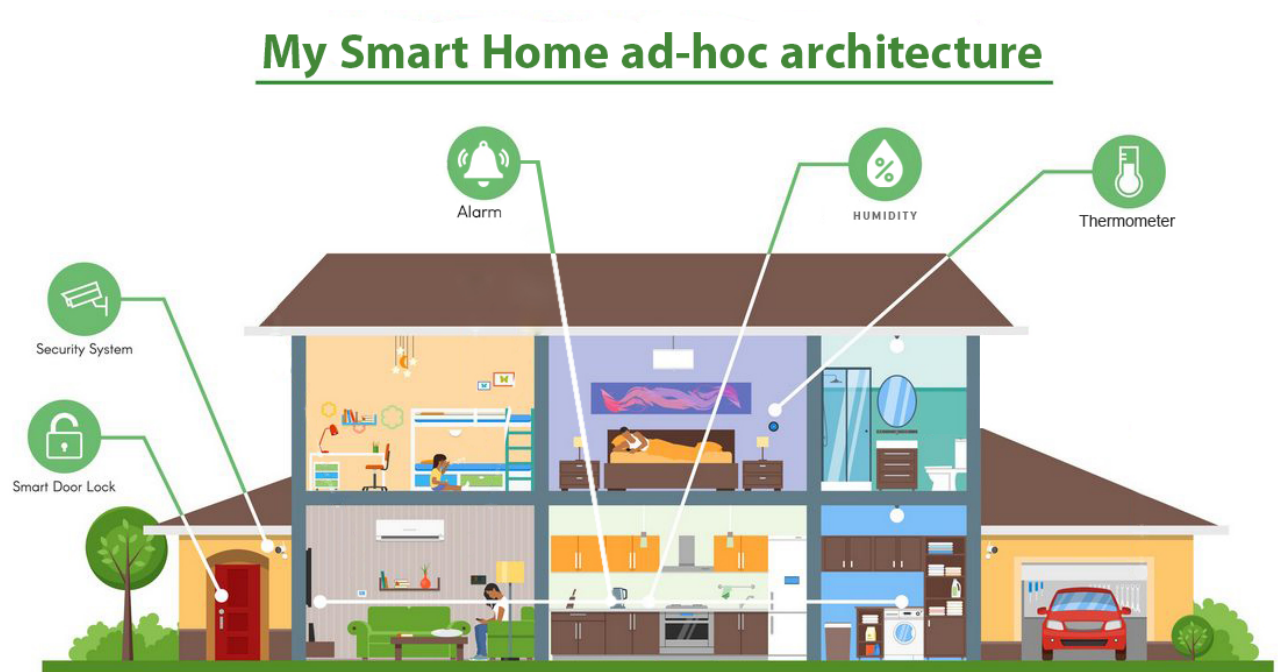 My Smart Home ad-hoc architecture
Alarm
HUMIDITY
Thermometer
Security System
Smart Door Lock